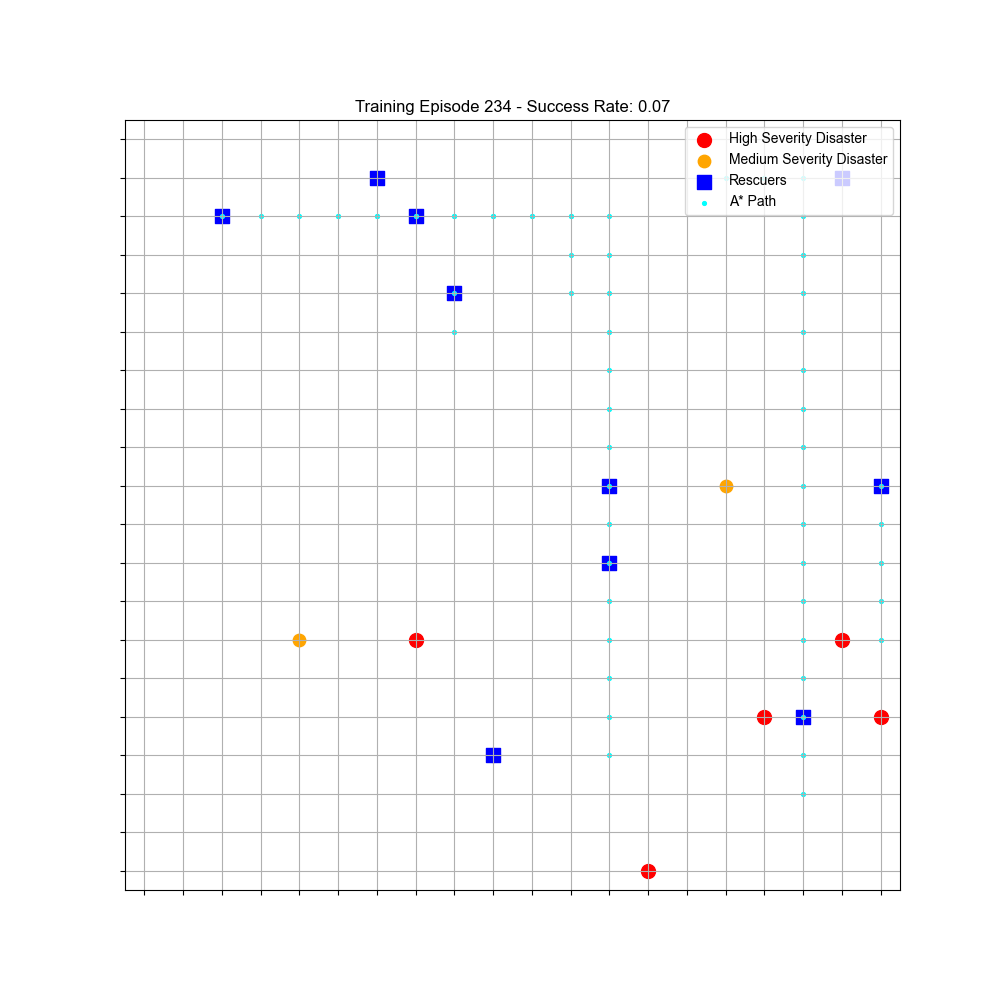 Training Episode 234 - Success Rate: 0.07
High Severity Disaster
Medium Severity Disaster
Rescuers
A* Path